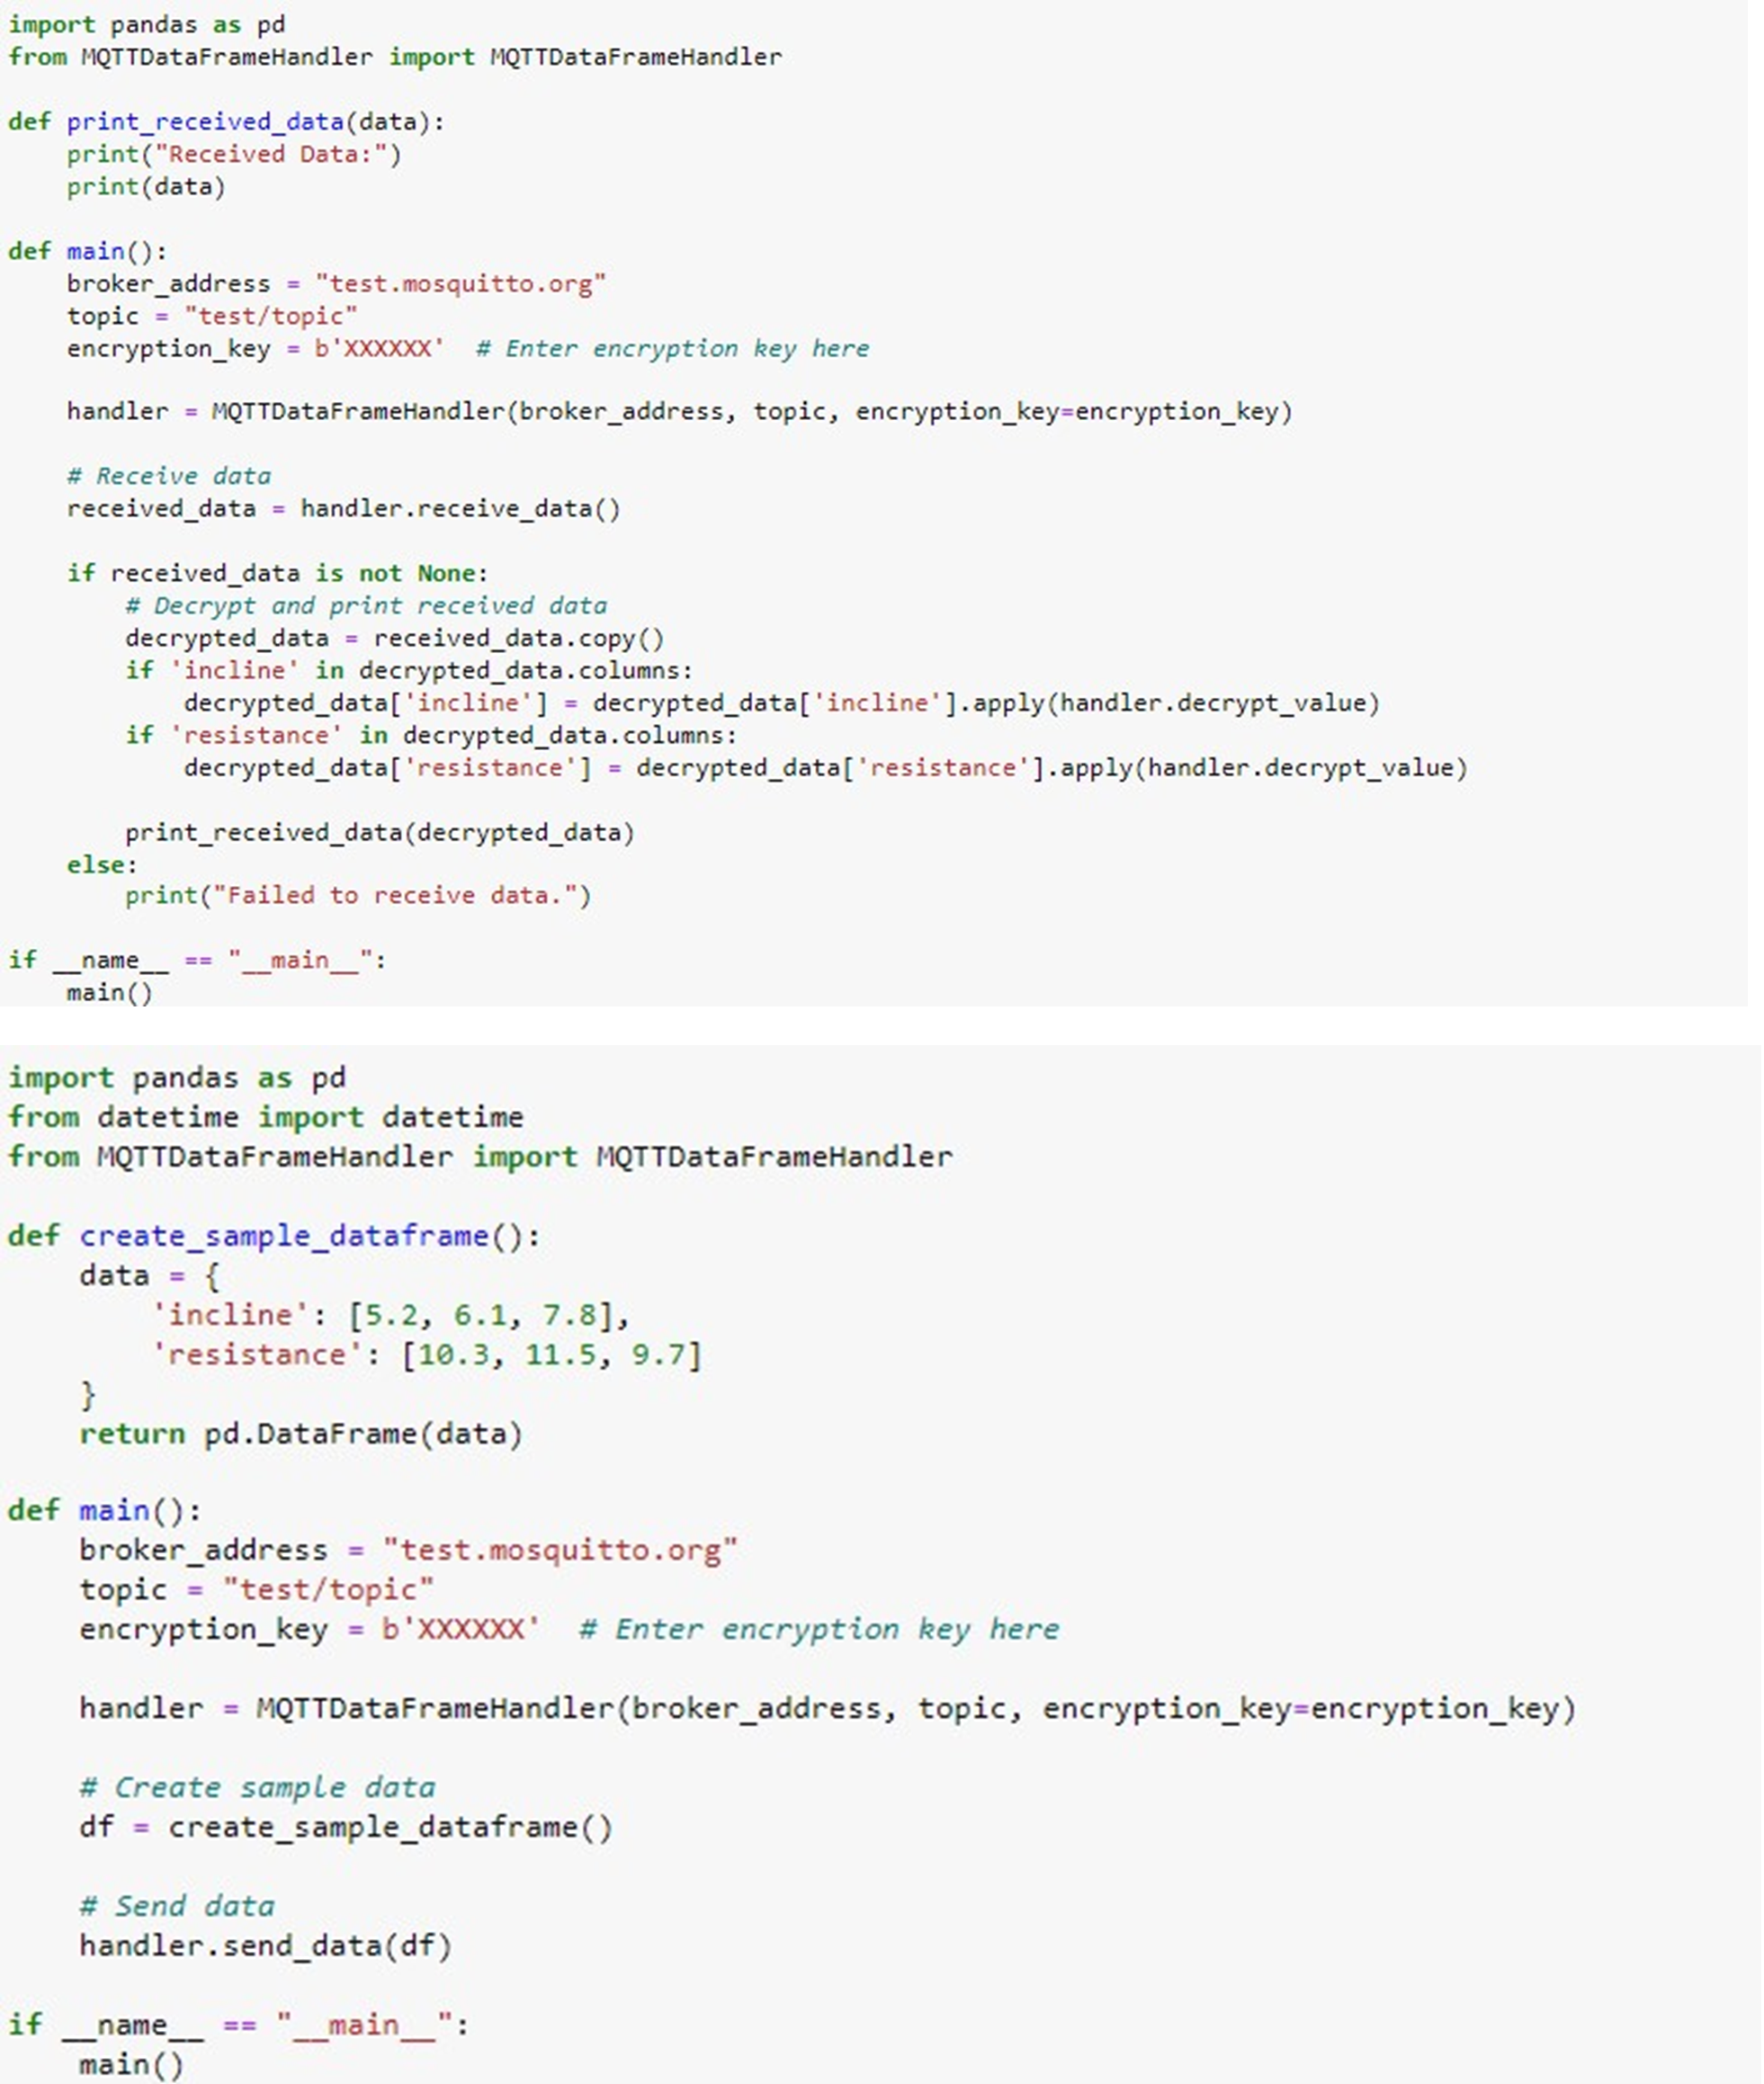 import pandas as pd
from MQTTDataFrameHandler import MQTTDataFrameHandler

def print_received_data(data):
    print("Received Data:")
    print(data)

def main():
    broker_address = "test.mosquitto.org"
    topic = "test/topic"
    encryption_key = b'XXXXXX'  # Enter encryption key here

    handler = MQTTDataFrameHandler(broker_address, topic, encryption_key=encryption_key)

    # Receive data
    received_data = handler.receive_data()

    if received_data is not None:
        # Decrypt and print received data
        decrypted_data = received_data.copy()
        if 'incline' in decrypted_data.columns:
            decrypted_data['incline'] = decrypted_data['incline'].apply(handler.decrypt_value)
        if 'resistance' in decrypted_data.columns:
            decrypted_data['resistance'] = decrypted_data['resistance'].apply(handler.decrypt_value)

        print_received_data(decrypted_data)
    else:
        print("Failed to receive data.")

if __name__ == "__main__":
    main()

import pandas as pd
from datetime import datetime
from MQTTDataFrameHandler import MQTTDataFrameHandler

def create_sample_dataframe():
    data = {
        'incline': [5.2, 6.1, 7.8],
        'resistance': [10.3, 11.5, 9.7]
    }
    return pd.DataFrame(data)

def main():
    broker_address = "test.mosquitto.org"
    topic = "test/topic"
    encryption_key = b'XXXXXX'  # Enter encryption key here

    handler = MQTTDataFrameHandler(broker_address, topic, encryption_key=encryption_key)

    # Create sample data
    df = create_sample_dataframe()

    # Send data
    handler.send_data(df)

if __name__ == "__main__":
    main()